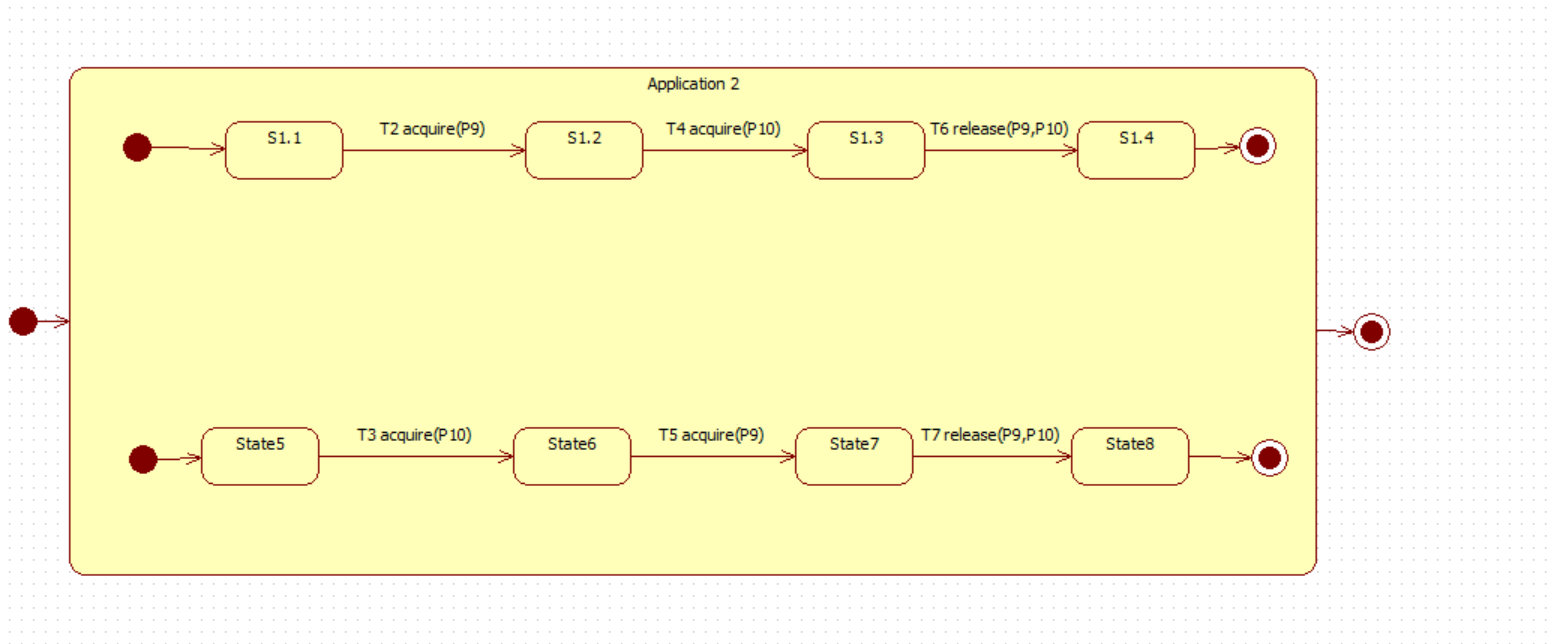 Application 2
S1.1
T2 acquire(P9)
S1.2
T4 acquire(P10)
S1.3
T6 release(P9,P10)
S1.4
State5
T3 acquire(P10)
State6
T5 acquire(P9)
State7
T7 release(P9,P10)
State8